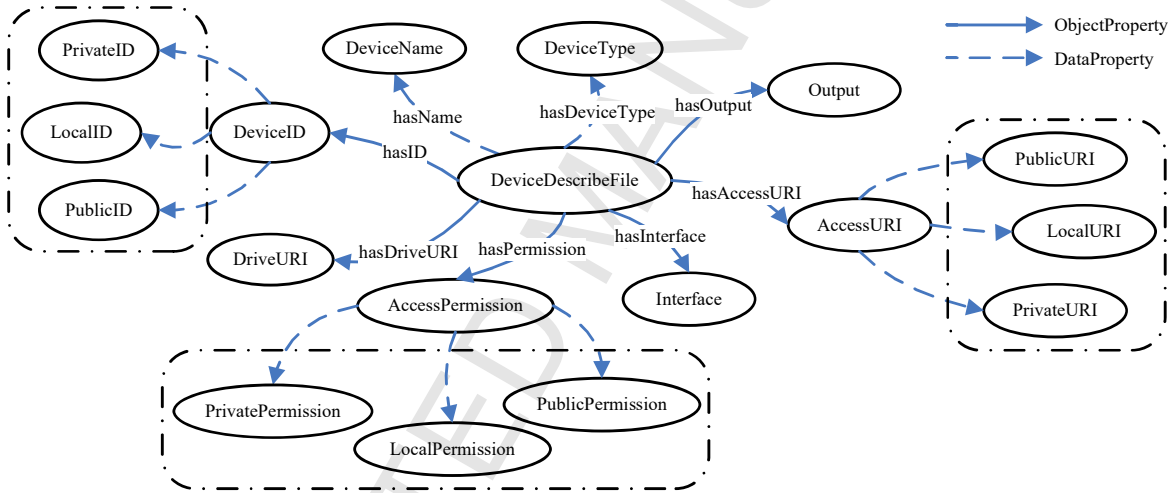 ObjectProperty
DataProperty
PrivateID
DeviceName
DeviceType
Output
hasOutput
hasName
hasDeviceType
LocalID
DeviceID
hasID
PublicID
DeviceDescribeFile
hasAccessURI
PublicURI
AccessURI
LocalURI
PrivateURI
hasDriveURI
DriveURI
hasPermission
hasInterface
Interface
AccessPermission
PrivatePermission
PublicPermission
LocalPermission